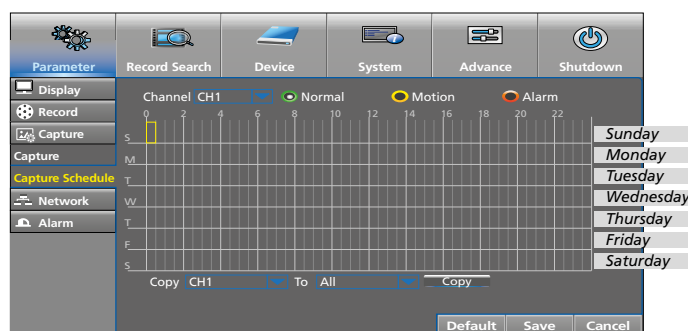 Parameter Record Search Device System Advance Shutdown
Display
Record
Capture
Capture
Capture Schedule
Network
Alarm
Channel CH1 Normal Motion Alarm
0 2 4 6 8 10 12 14 16 18 20 22
S Sunday
M Monday
T Tuesday
W Wednesday
T Thursday
F Friday
S Saturday
Copy CH1 To All Copy
Default Save Cancel